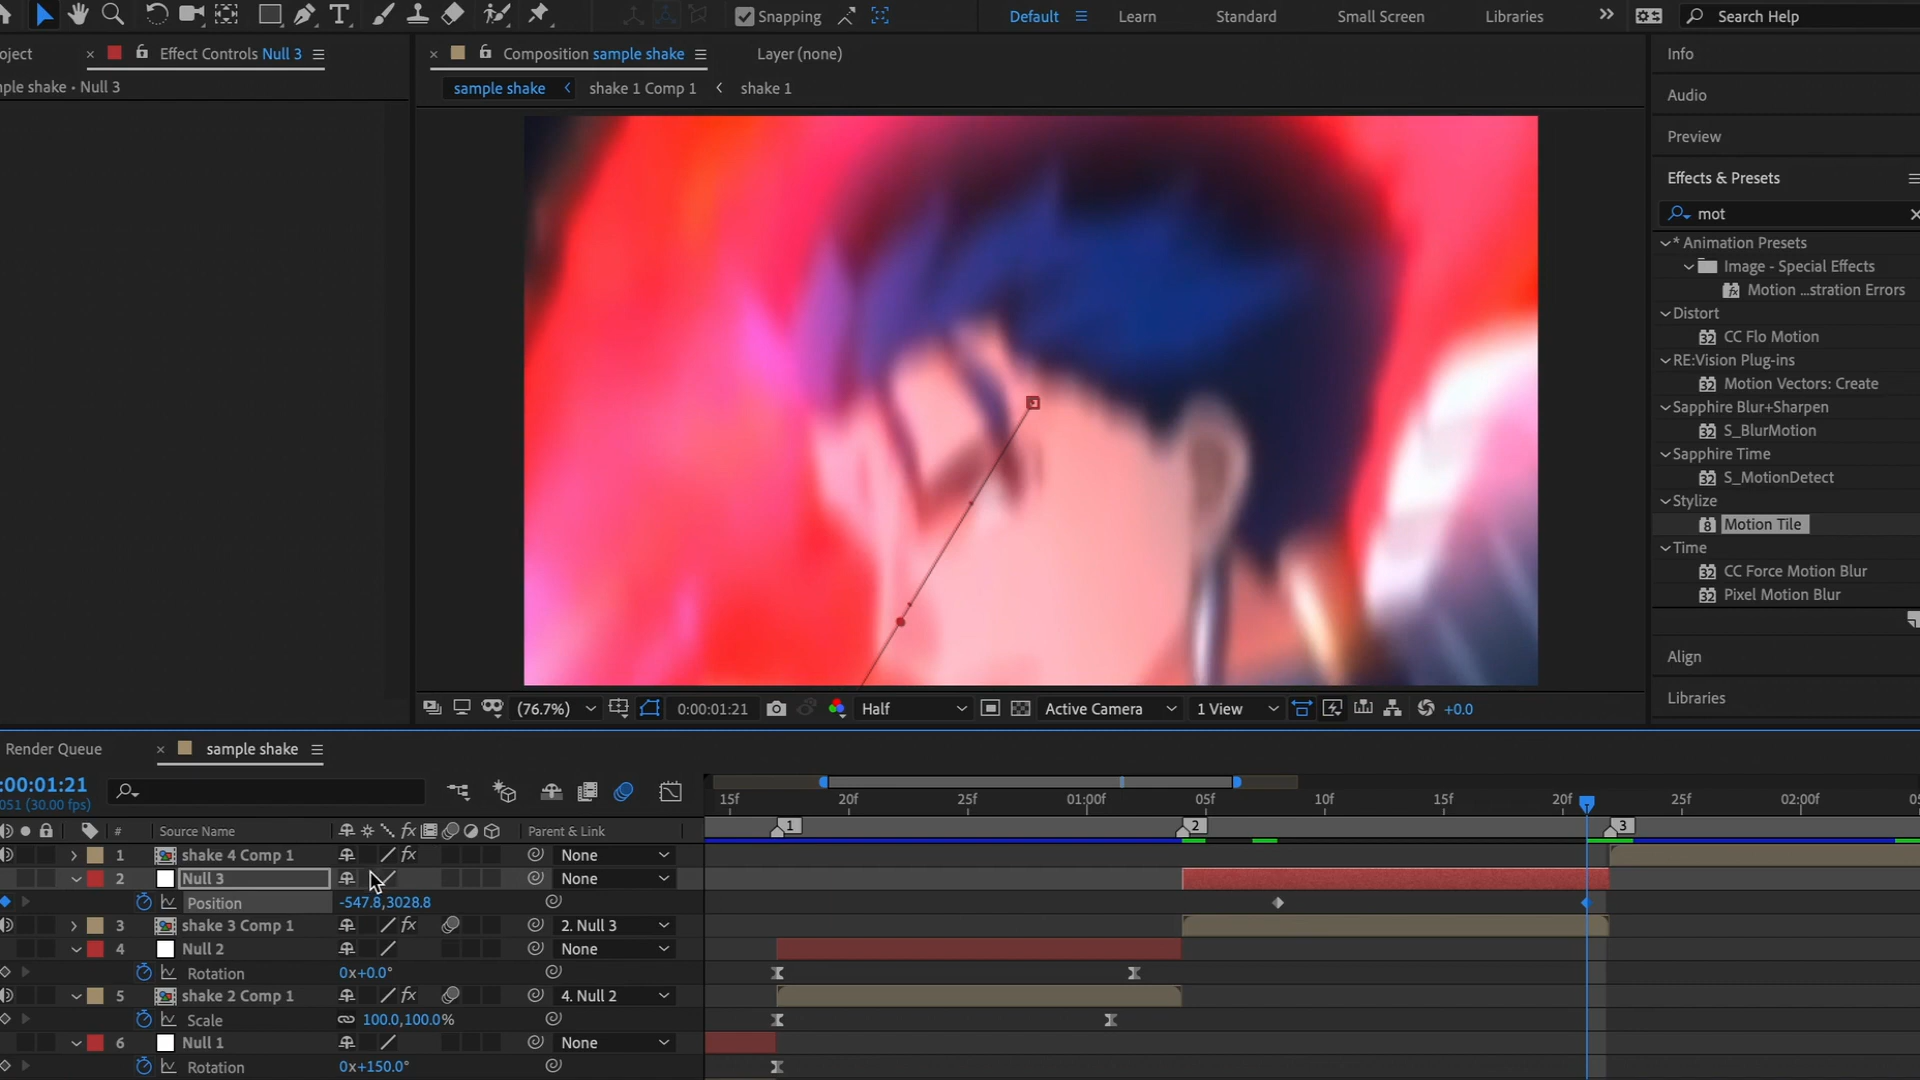 Snapping
Default
Learn
Standard
Small Screen
Libraries
Search Help
oject
Effect Controls Null 3
Composition sample shake
Layer (none)
Info
mple shake • Null 3
sample shake
shake 1 Comp 1
shake 1
Audio
Preview
Effects & Presets
mot
* Animation Presets
Image - Special Effects
Motion ...stration Errors
Distort
CC Flo Motion
RE:Vision Plug-ins
Motion Vectors: Create
Sapphire Blur+Sharpen
S_BlurMotion
Sapphire Time
S_MotionDetect
Stylize
Motion Tile
Time
CC Force Motion Blur
Pixel Motion Blur
Align
Libraries
(76.7%)
0:00:01:21
Half
Active Camera
1 View
+0.0
Render Queue
sample shake
:00:01:21
051 (30.00 fps)
15f
20f
25f
01:00f
05f
10f
15f
20f
25f
02:00f
05
# Source Name
fx
Parent & Link
1
2
3
1 shake 4 Comp 1 fx None
2 Null 3 None
Position -547.8,3028.8
3 shake 3 Comp 1 fx 2. Null 3
4 Null 2 None
Rotation 0x+0.0°
5 shake 2 Comp 1 fx 4. Null 2
Scale 100.0,100.0%
6 Null 1 None
Rotation 0x+150.0°